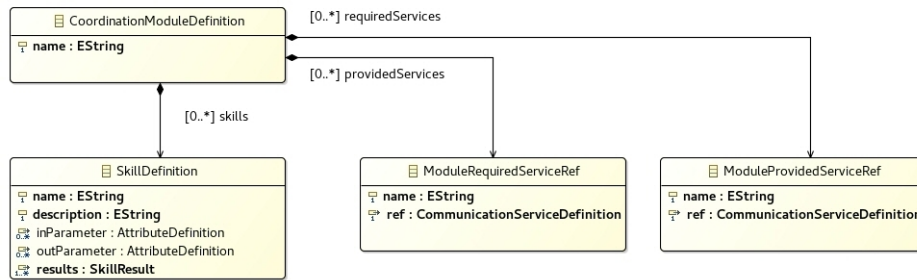 CoordinationModuleDefinition
name : EString
[0..*] requiredServices
[0..*] providedServices
[0..*] skills
SkillDefinition
name : EString
description : EString
inParameter : AttributeDefinition
outParameter : AttributeDefinition
results : SkillResult
ModuleRequiredServiceRef
name : EString
ref : CommunicationServiceDefinition
ModuleProvidedServiceRef
name : EString
ref : CommunicationServiceDefinition